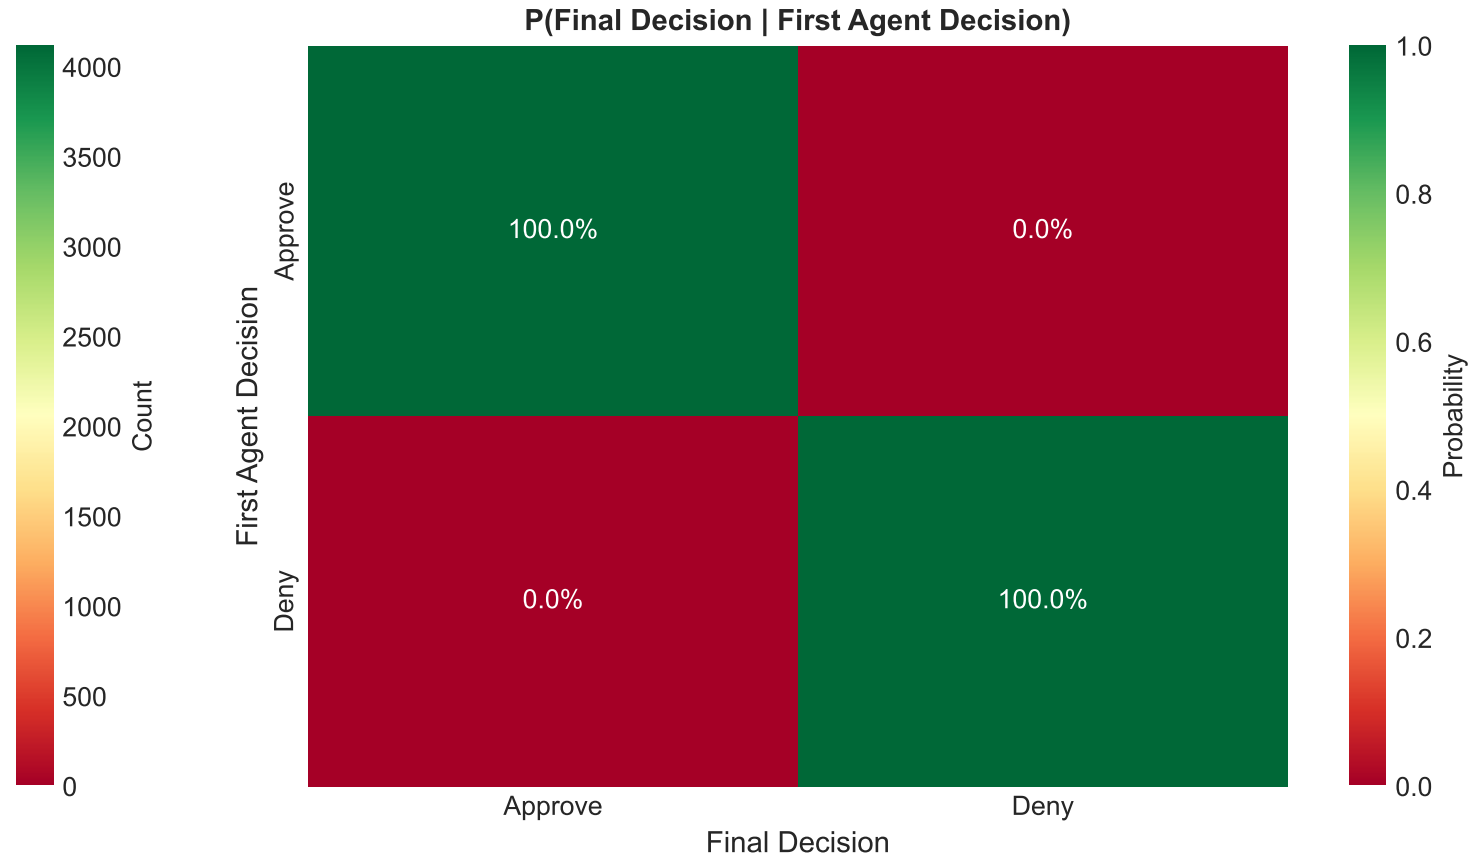 P(Final Decision | First Agent Decision)
4000
3500
3000
2500
2000
1500
1000
500
0
Count
First Agent Decision
Approve
Deny
100.0%
0.0%
0.0%
100.0%
Approve
Deny
Final Decision
1.0
0.8
0.6
0.4
0.2
0.0
Probability